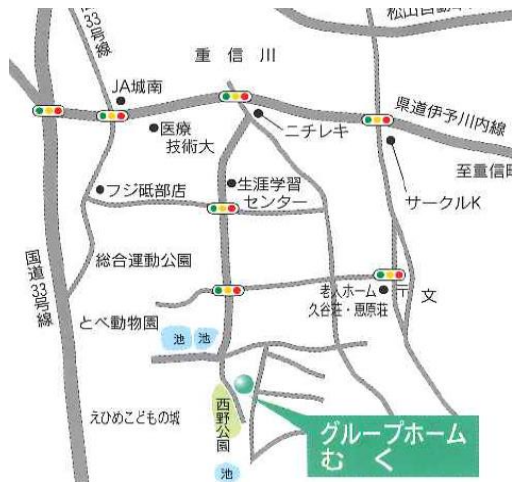 松山自動車
33号線
重信川
JA城南
県道伊予川内線
医療
技術大
ニチレキ
至重信町
フジ砥部店
生涯学習
センター
サークルK
国道33号線
総合運動公園
老人ホーム
久谷荘・恵原荘
〒
文
とべ動物園
池
池
えひめこどもの城
西野公園
グループホーム
むく
池